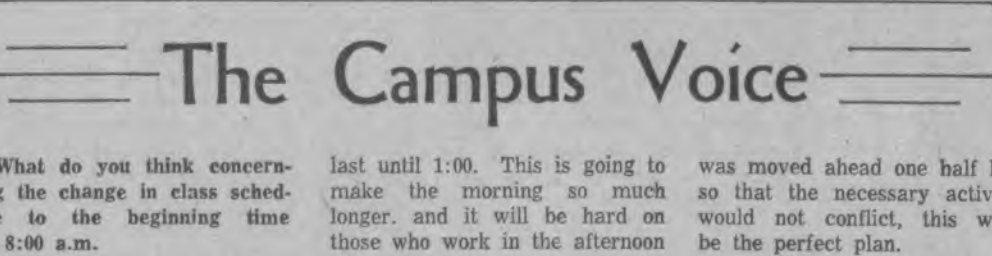 The Campus Voice
What do you think concern-
the change in class sched-
to the beginning time
8:00 a.m.
last until 1:00. This is going to
make the morning so much
longer. and it will be hard on
those who work in the afternoon
was moved ahead one half
so that the necessary activ
would not conflict, this w
be the perfect plan.